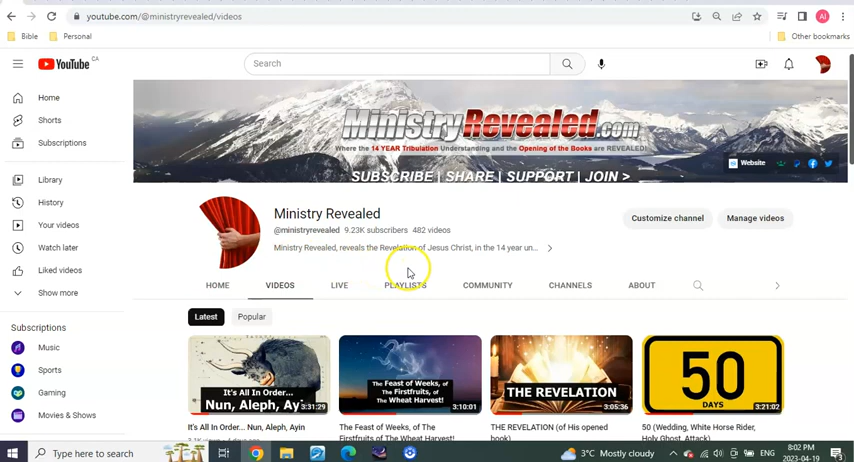 youtube.com/@ministryrevealed/videos
AI
Bible
Personal
Other bookmarks
YouTube CA
Search
Home
Shorts
Subscriptions
Library
History
Your videos
Watch later
Liked videos
Show more
Subscriptions
Music
Sports
Gaming
Movies & Shows
MinistryRevealed.com
Where the 14 YEAR Tribulation Understanding and the Opening of the Books are REVEALED!
SUBSCRIBE | SHARE | SUPPORT | JOIN >
Website
Ministry Revealed
@ministryrevealed 9.23K subscribers 482 videos
Ministry Revealed, reveals the Revelation of Jesus Christ, in the 14 year un...
Customize channel
Manage videos
HOME
VIDEOS
LIVE
PLAYLISTS
COMMUNITY
CHANNELS
ABOUT
Latest
Popular
It's All In Order...
Nun, Aleph, Ayin
3:31:29
The Feast of Weeks, of
The Firstfruits, of
The Wheat Harvest!
3:10:01
THE REVELATION
3:05:36
50
DAYS
3:21:02
It's All In Order... Nun, Aleph, Ayin
The Feast of Weeks, of The
Firstfruits of The Wheat Harvest!
THE REVELATION (of His opened
book)
50 (Wedding, White Horse Rider,
Holy Ghost, Attack)
Type here to search
3°C Mostly cloudy
ENG
8:02 PM
2023-04-19
3